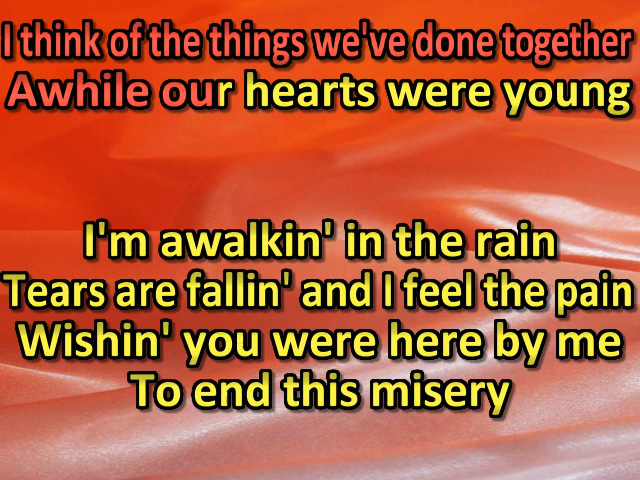 I think of the things we've done together
Awhile our hearts were young
I'm awalkin' in the rain
Tears are fallin' and I feel the pain
Wishin' you were here by me
To end this misery